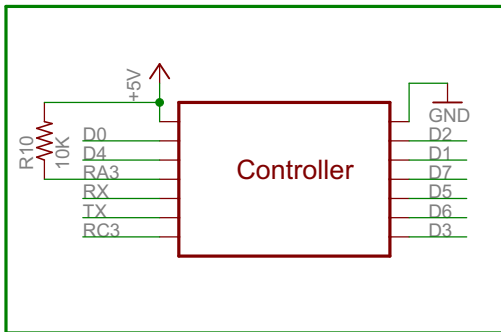 +5V
GND
R10
10K
D0
D4
RA3
RX
TX
RC3
Controller
D2
D1
D7
D5
D6
D3